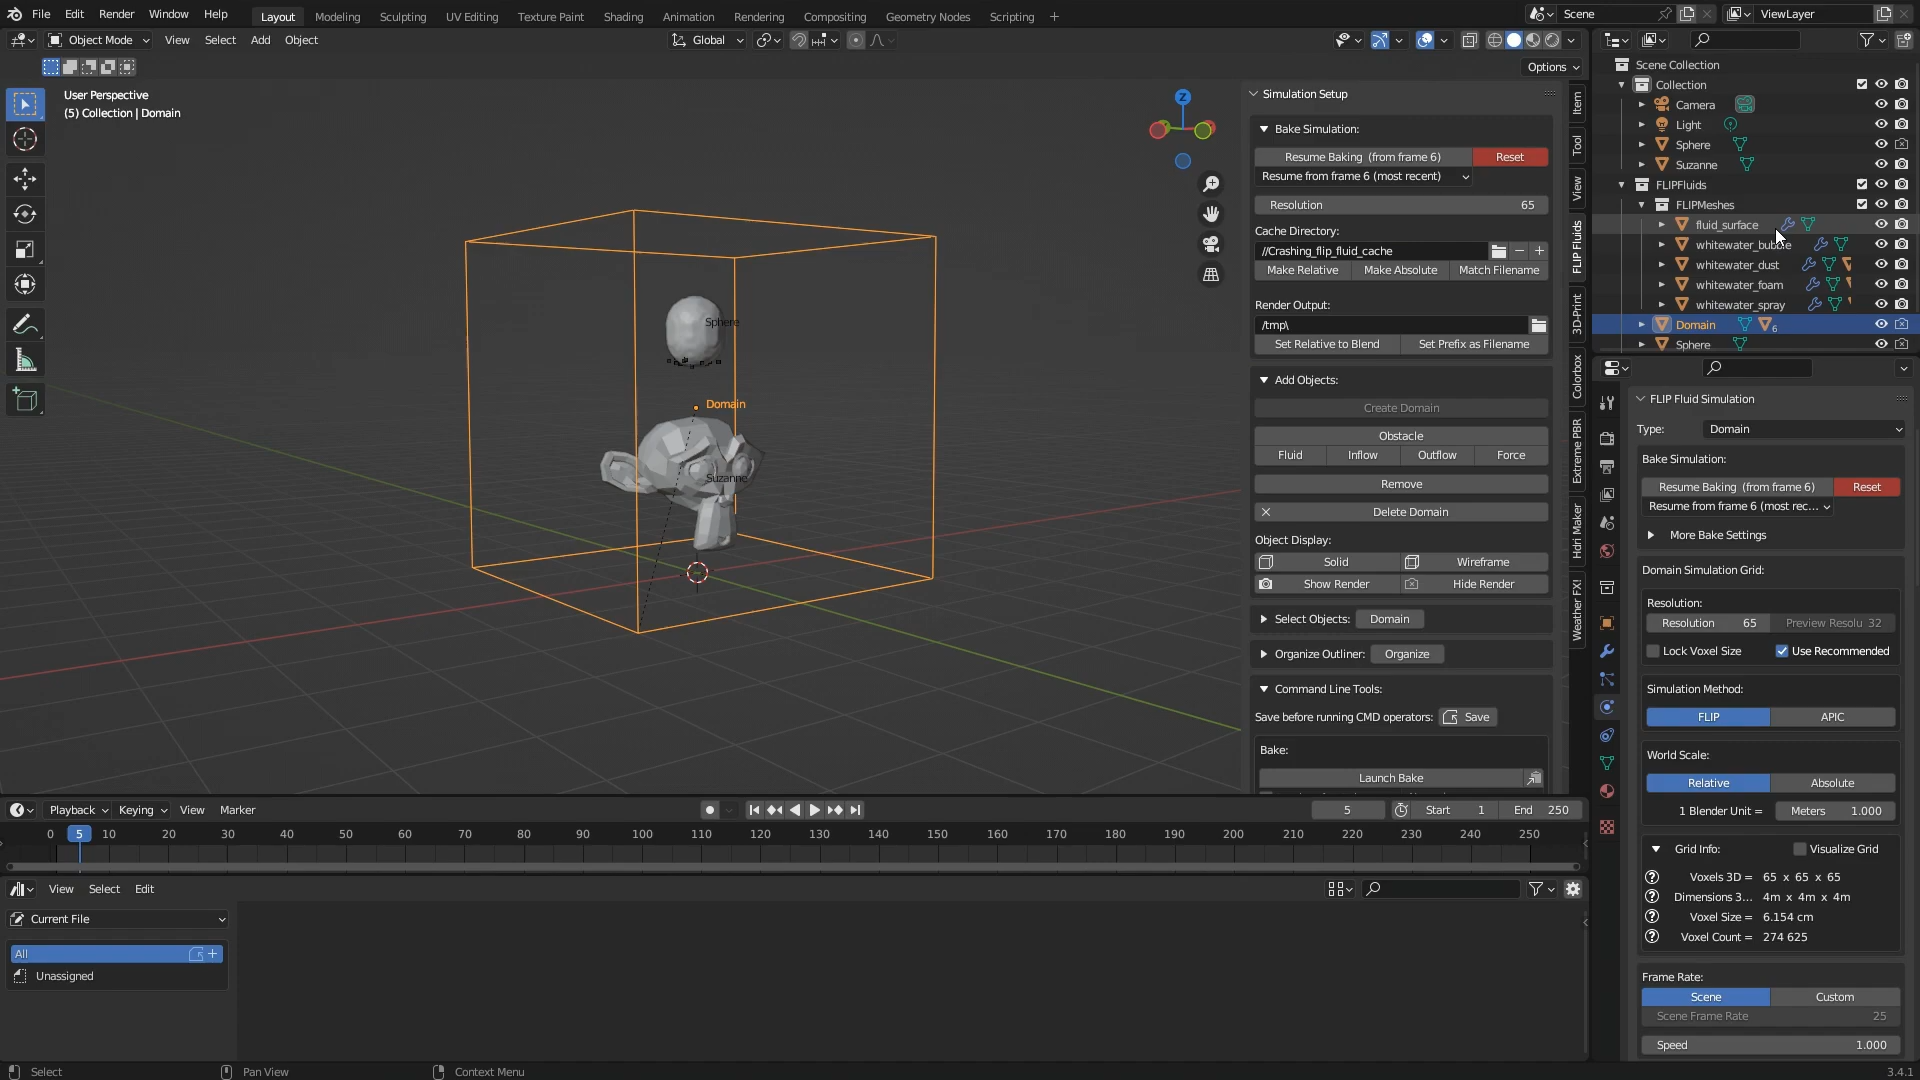 File Edit Render Window Help Layout Modeling Sculpting UV Editing Texture Paint Shading Animation Rendering Compositing Geometry Nodes Scripting + Scene ViewLayer
Object Mode View Select Add Object Global
Options
User Perspective
(5) Collection | Domain
Z
Sphere
Domain
Suzanne
Simulation Setup
Bake Simulation:
Resume Baking (from frame 6) Reset
Resume from frame 6 (most recent)
Resolution 65
Cache Directory:
//Crashing_flip_fluid_cache
Make Relative Make Absolute Match Filename
Render Output:
/tmp\
Set Relative to Blend Set Prefix as Filename
Add Objects:
Create Domain
Obstacle
Fluid Inflow Outflow Force
Remove
Delete Domain
Object Display:
Solid Wireframe
Show Render Hide Render
Select Objects: Domain
Organize Outliner: Organize
Command Line Tools:
Save before running CMD operators: Save
Bake:
Launch Bake
Item
Tool
View
FLIP Fluids
3D-Print
Colorbox
Extreme PBR
Hdri Maker
Weather FX!
Scene Collection
Collection
Camera
Light
Sphere
Suzanne
FLIPFluids
FLIPMeshes
fluid_surface
whitewater_bubble
whitewater_dust
whitewater_foam
whitewater_spray
Domain 6
Sphere
FLIP Fluid Simulation
Type: Domain
Bake Simulation:
Resume Baking (from frame 6) Reset
Resume from frame 6 (most rec...
More Bake Settings
Domain Simulation Grid:
Resolution:
Resolution 65 Preview Resolu 32
Lock Voxel Size Use Recommended
Simulation Method:
FLIP APIC
World Scale:
Relative Absolute
1 Blender Unit = Meters 1.000
Grid Info: Visualize Grid
Voxels 3D = 65 x 65 x 65
Dimensions 3... 4m x 4m x 4m
Voxel Size = 6.154 cm
Voxel Count = 274 625
Frame Rate:
Scene Custom
Scene Frame Rate 25
Speed 1.000
Playback Keying View Marker 5 Start 1 End 250
0 5 10 20 30 40 50 60 70 80 90 100 110 120 130 140 150 160 170 180 190 200 210 220 230 240 250
View Select Edit
Current File
All
Unassigned
Select Pan View Context Menu 3.4.1